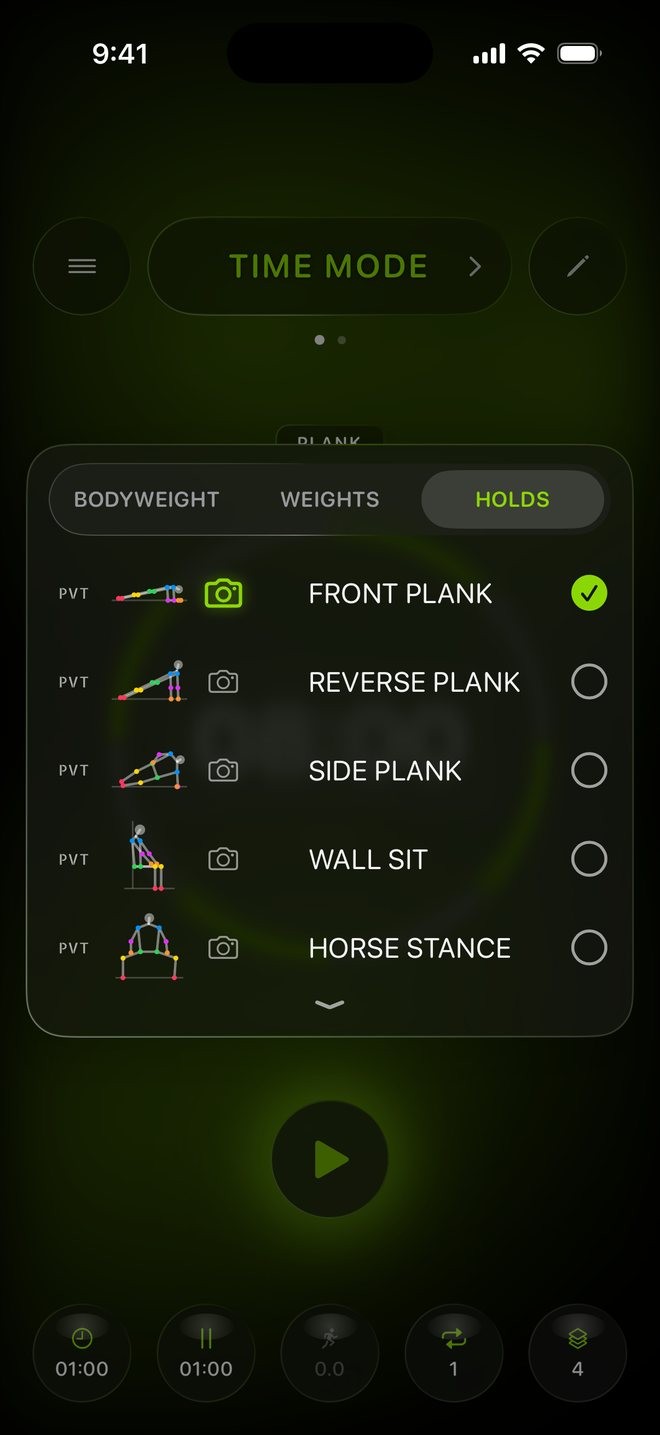 9:41
TIME MODE
PLANK
BODYWEIGHT WEIGHTS HOLDS
PVT FRONT PLANK
PVT REVERSE PLANK
PVT SIDE PLANK
PVT WALL SIT
PVT HORSE STANCE
01:00 01:00 0.0 1 4